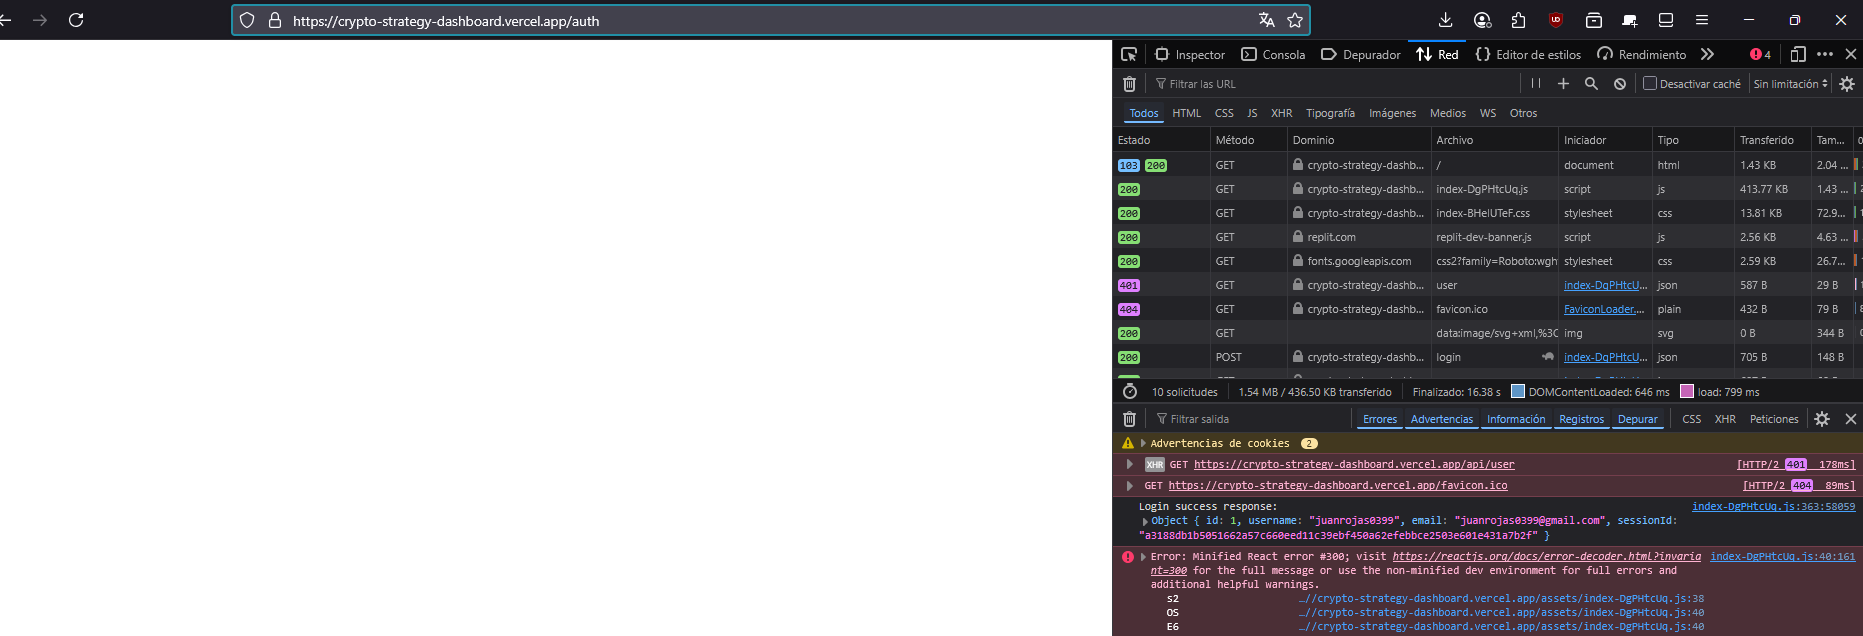 https://crypto-strategy-dashboard.vercel.app/auth
Inspector Consola Depurador Red Editor de estilos Rendimiento 4
Filtrar las URL Desactivar caché Sin limitación
Todos HTML CSS JS XHR Tipografía Imágenes Medios WS Otros
Estado Método Dominio Archivo Iniciador Tipo Transferido Tam...
103 200 GET crypto-strategy-dashb... / document html 1.43 KB 2.04 ...
200 GET crypto-strategy-dashb... index-DgPHtcUq.js script js 413.77 KB 1.43 ...
200 GET crypto-strategy-dashb... index-BHelUTeF.css stylesheet css 13.81 KB 72.9...
200 GET replit.com replit-dev-banner.js script js 2.56 KB 4.63 ...
200 GET fonts.googleapis.com css2?family=Roboto:wgh stylesheet css 2.59 KB 26.7...
401 GET crypto-strategy-dashb... user index-DgPHtcU... json 587 B 29 B
404 GET crypto-strategy-dashb... favicon.ico FaviconLoader.... plain 432 B 79 B
200 GET data:image/svg+xml,%3C img svg 0 B 344 B
200 POST crypto-strategy-dashb... login index-DgPHtcU... json 705 B 148 B
10 solicitudes 1.54 MB / 436.50 KB transferido Finalizado: 16.38 s DOMContentLoaded: 646 ms load: 799 ms
Filtrar salida Errores Advertencias Información Registros Depurar CSS XHR Peticiones
Advertencias de cookies 2
XHR GET https://crypto-strategy-dashboard.vercel.app/api/user [HTTP/2 401 178ms]
GET https://crypto-strategy-dashboard.vercel.app/favicon.ico [HTTP/2 404 89ms]
Login success response: index-DgPHtcUq.js:363:58059
Object { id: 1, username: "juanrojas0399", email: "juanrojas0399@gmail.com", sessionId:
"a3188db1b5051662a57c660eed11c39ebf450a62efebbce2503e601e431a7b2f" }
Error: Minified React error #300; visit https://reactjs.org/docs/error-decoder.html?invaria index-DgPHtcUq.js:40:161
nt=300 for the full message or use the non-minified dev environment for full errors and
additional helpful warnings.
s2 …//crypto-strategy-dashboard.vercel.app/assets/index-DgPHtcUq.js:38
OS …//crypto-strategy-dashboard.vercel.app/assets/index-DgPHtcUq.js:40
E6 …//crypto-strategy-dashboard.vercel.app/assets/index-DgPHtcUq.js:40